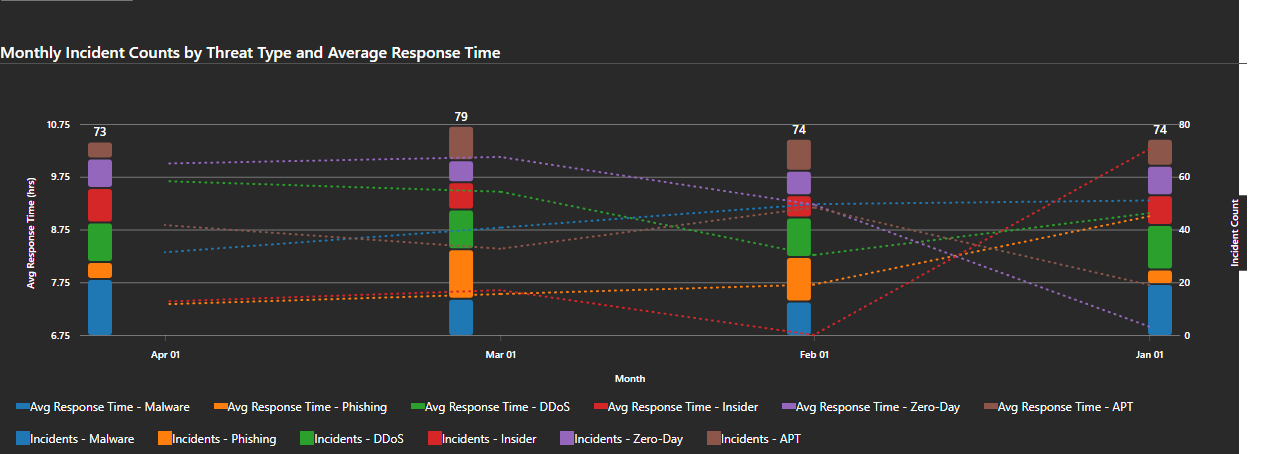 Monthly Incident Counts by Threat Type and Average Response Time
73 79 74 74
10.75 80
9.75 60
8.75 40
7.75 20
6.75 0
Avg Response Time (hrs)
Incident Count
Apr 01 Mar 01 Feb 01 Jan 01
Month
Avg Response Time - Malware Avg Response Time - Phishing Avg Response Time - DDoS Avg Response Time - Insider Avg Response Time - Zero-Day Avg Response Time - APT
Incidents - Malware Incidents - Phishing Incidents - DDoS Incidents - Insider Incidents - Zero-Day Incidents - APT